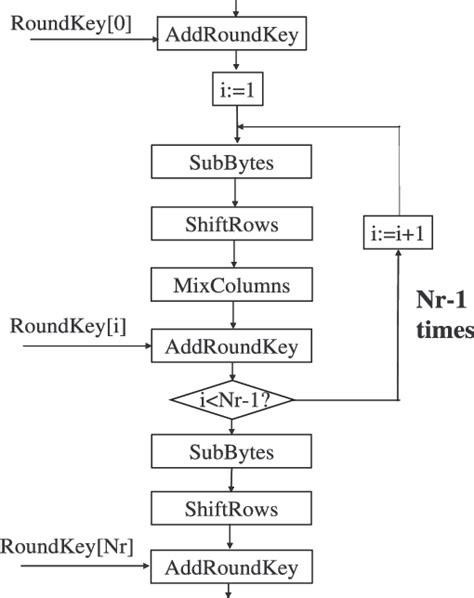 RoundKey[0]
AddRoundKey
i:=1
SubBytes
ShiftRows
i:=i+1
MixColumns
Nr-1
times
RoundKey[i]
AddRoundKey
i<Nr-1?
SubBytes
ShiftRows
RoundKey[Nr]
AddRoundKey